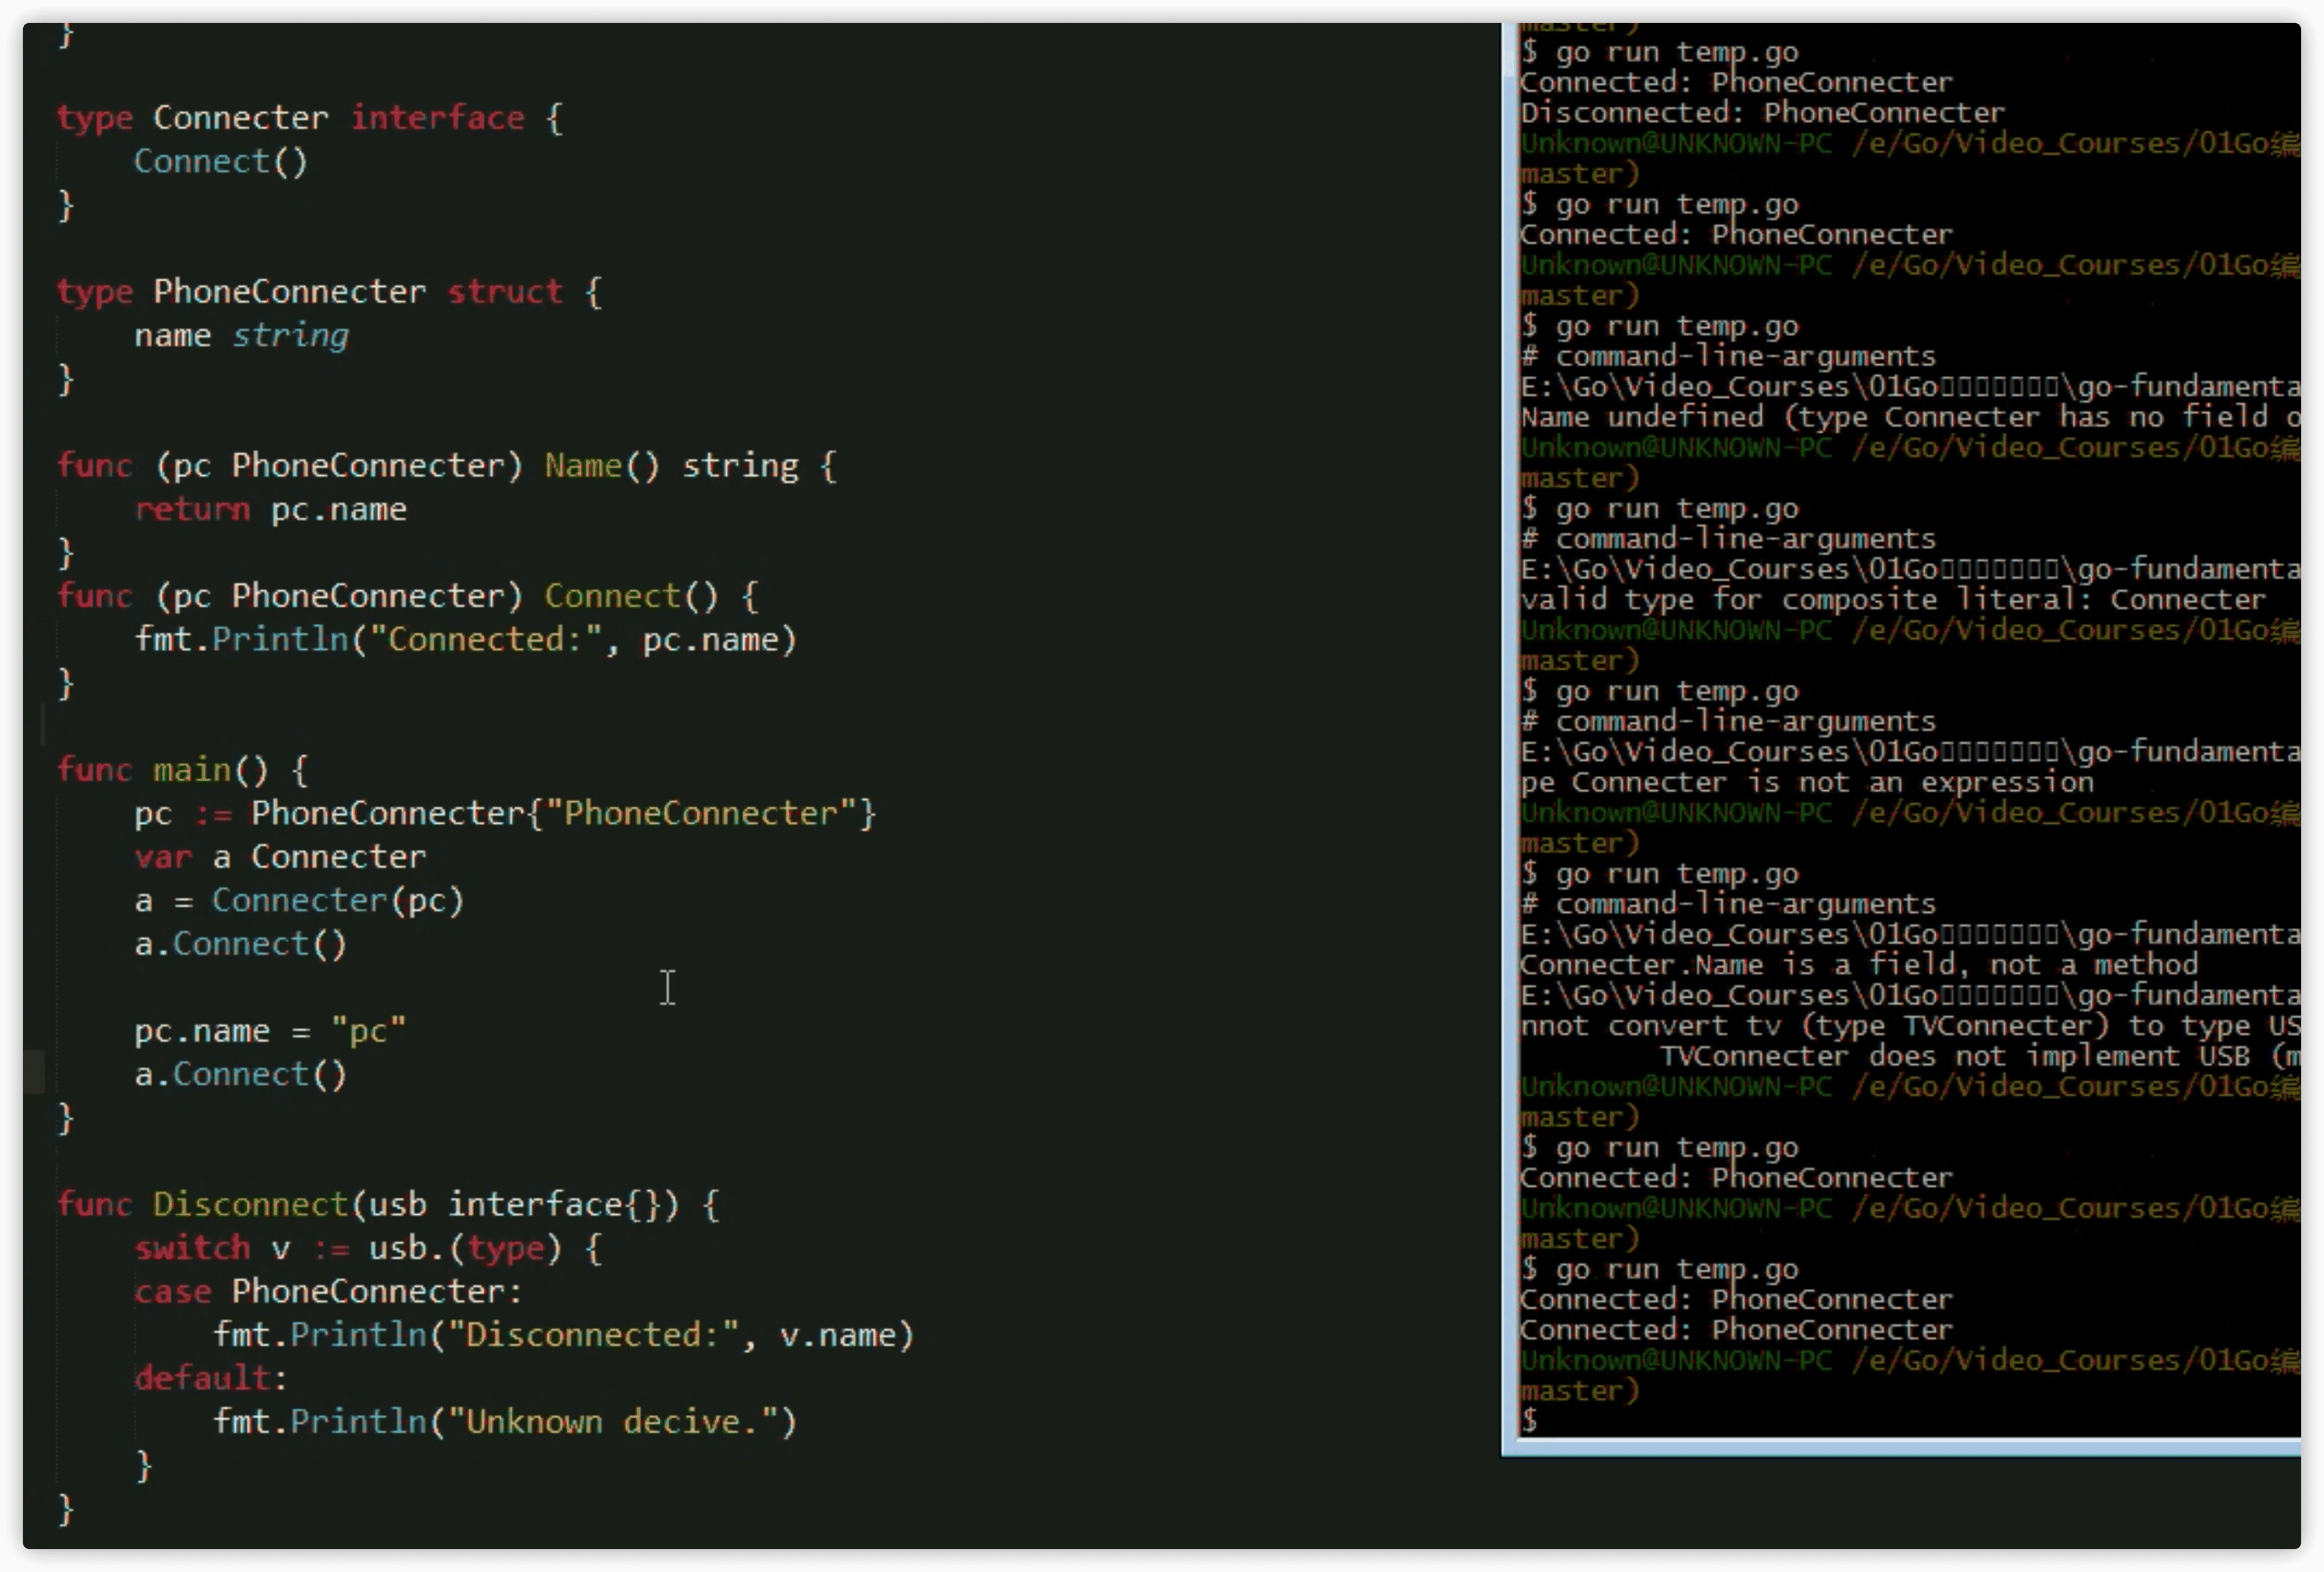 }
type Connecter interface {
    Connect()
}
type PhoneConnecter struct {
    name string
}
func (pc PhoneConnecter) Name() string {
    return pc.name
}
func (pc PhoneConnecter) Connect() {
    fmt.Println("Connected:", pc.name)
}
func main() {
    pc := PhoneConnecter{"PhoneConnecter"}
    var a Connecter
    a = Connecter(pc)
    a.Connect()
    pc.name = "pc"
    a.Connect()
}
func Disconnect(usb interface{}) {
    switch v := usb.(type) {
    case PhoneConnecter:
        fmt.Println("Disconnected:", v.name)
    default:
        fmt.Println("Unknown decive.")
    }
}
master)
$ go run temp.go
Connected: PhoneConnecter
Disconnected: PhoneConnecter
Unknown@UNKNOWN-PC /e/Go/Video_Courses/01Go编
master)
$ go run temp.go
Connected: PhoneConnecter
Unknown@UNKNOWN-PC /e/Go/Video_Courses/01Go编
master)
$ go run temp.go
# command-line-arguments
E:\Go\Video_Courses\01Go▯▯▯▯▯▯▯\go-fundamenta
Name undefined (type Connecter has no field o
Unknown@UNKNOWN-PC /e/Go/Video_Courses/01Go编
master)
$ go run temp.go
# command-line-arguments
E:\Go\Video_Courses\01Go▯▯▯▯▯▯▯\go-fundamenta
valid type for composite literal: Connecter
Unknown@UNKNOWN-PC /e/Go/Video_Courses/01Go编
master)
$ go run temp.go
# command-line-arguments
E:\Go\Video_Courses\01Go▯▯▯▯▯▯▯\go-fundamenta
pe Connecter is not an expression
Unknown@UNKNOWN-PC /e/Go/Video_Courses/01Go编
master)
$ go run temp.go
# command-line-arguments
E:\Go\Video_Courses\01Go▯▯▯▯▯▯▯\go-fundamenta
Connecter.Name is a field, not a method
E:\Go\Video_Courses\01Go▯▯▯▯▯▯▯\go-fundamenta
nnot convert tv (type TVConnecter) to type US
        TVConnecter does not implement USB (m
Unknown@UNKNOWN-PC /e/Go/Video_Courses/01Go编
master)
$ go run temp.go
Connected: PhoneConnecter
Unknown@UNKNOWN-PC /e/Go/Video_Courses/01Go编
master)
$ go run temp.go
Connected: PhoneConnecter
Connected: PhoneConnecter
Unknown@UNKNOWN-PC /e/Go/Video_Courses/01Go编
master)
$